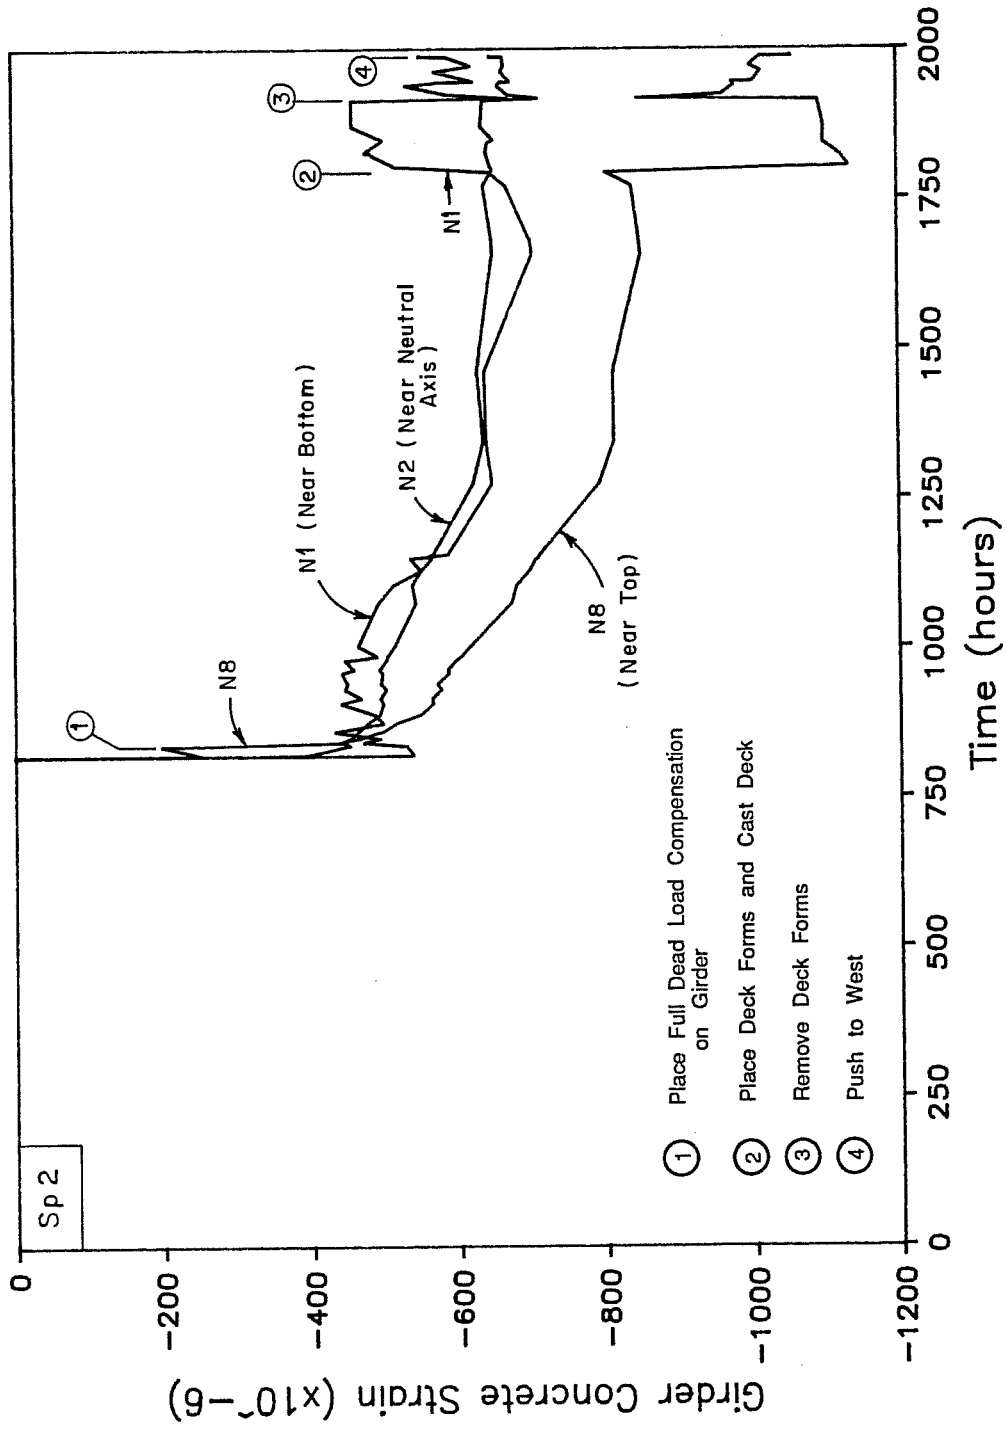 Sp 2
0
-200
-400
-600
-800
-1000
-1200
Girder Concrete Strain (x10^-6)
0
250
500
750
1000
1250
1500
1750
2000
Time (hours)
1
N8
N1 (Near Bottom)
N2 (Near Neutral
Axis)
N8
(Near Top)
N1
2
3
4
1 Place Full Dead Load Compensation
on Girder
2 Place Deck Forms and Cast Deck
3 Remove Deck Forms
4 Push to West